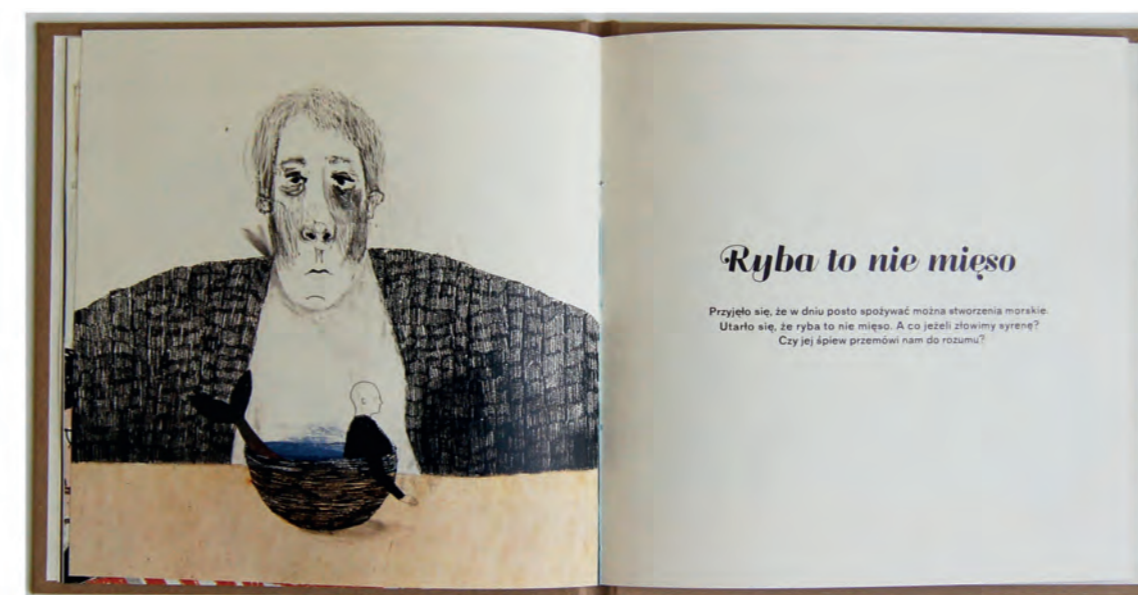 Ryba to nie mięso
Przyjęło się, że w dniu posto spożywać można stworzenia morskie.
Utarło się, że ryba to nie mięso. A co jeżeli złowimy syrenę?
Czy jej śpiew przemówi nam do rozumu?